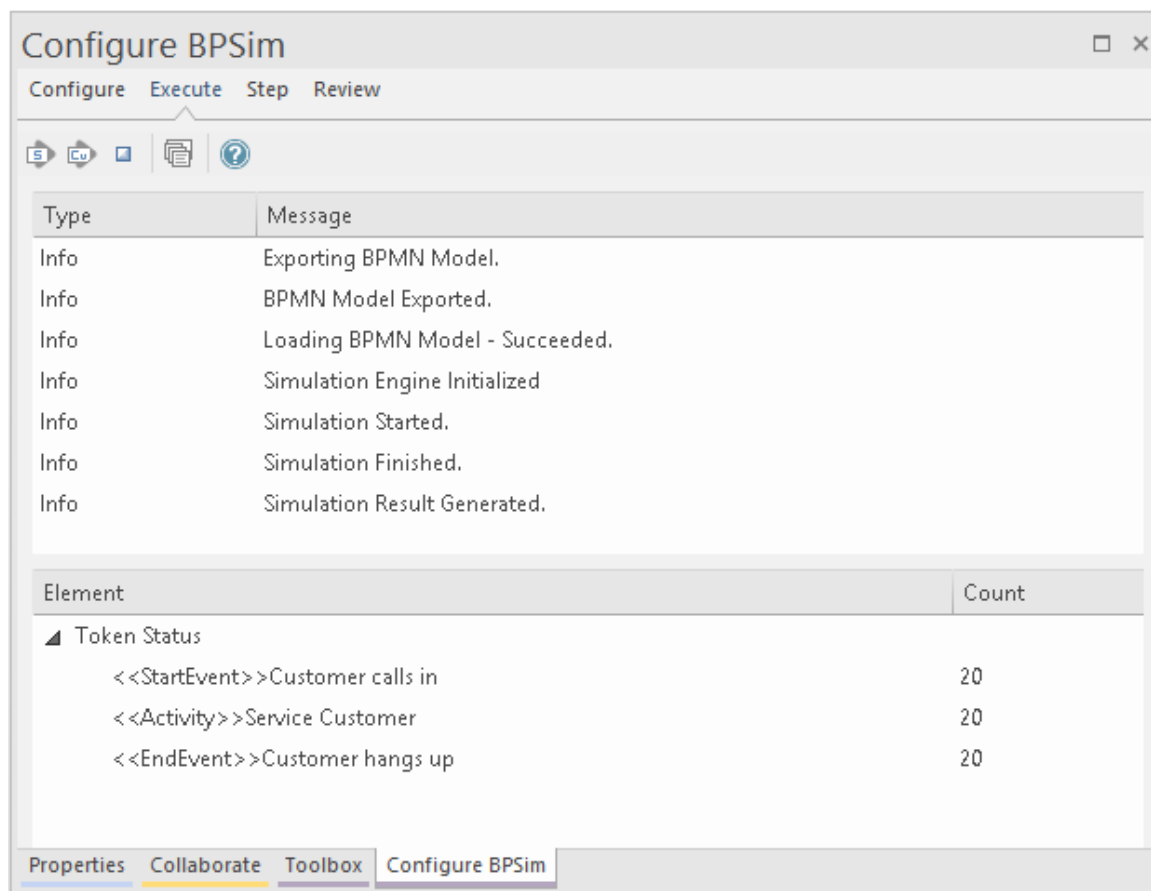 Configure BPSim
Configure Execute Step Review
S Cu ?
Type Message
Info Exporting BPMN Model.
Info BPMN Model Exported.
Info Loading BPMN Model - Succeeded.
Info Simulation Engine Initialized
Info Simulation Started.
Info Simulation Finished.
Info Simulation Result Generated.
Element Count
Token Status
<<StartEvent>>Customer calls in 20
<<Activity>>Service Customer 20
<<EndEvent>>Customer hangs up 20
Properties Collaborate Toolbox Configure BPSim